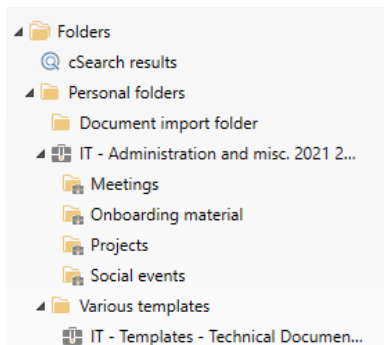 Folders
cSearch results
Personal folders
Document import folder
IT - Administration and misc. 2021 2...
Meetings
Onboarding material
Projects
Social events
Various templates
IT - Templates - Technical Documen...